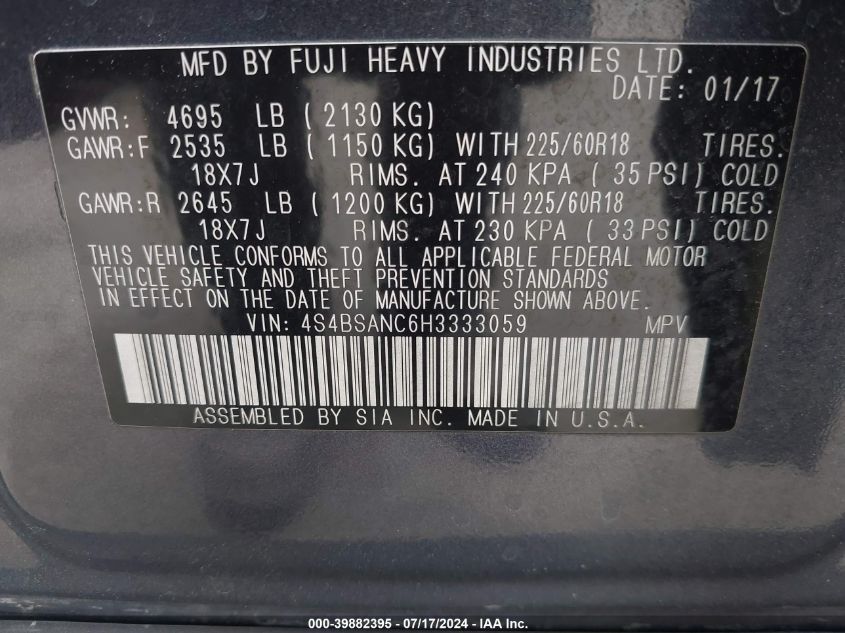 MFD BY FUJI HEAVY INDUSTRIES LTD.
DATE: 01/17
GVWR: 4695 LB ( 2130 KG)
GAWR:F 2535 LB ( 1150 KG) WITH 225/60R18 TIRES.
18X7J RIMS. AT 240 KPA ( 35 PSI) COLD
GAWR:R 2645 LB ( 1200 KG) WITH 225/60R18 TIRES.
18X7J RIMS. AT 230 KPA ( 33 PSI) COLD
THIS VEHICLE CONFORMS TO ALL APPLICABLE FEDERAL MOTOR
VEHICLE SAFETY AND THEFT PREVENTION STANDARDS
IN EFFECT ON THE DATE OF MANUFACTURE SHOWN ABOVE.
VIN: 4S4BSANC6H3333059 MPV
ASSEMBLED BY SIA INC. MADE IN U.S.A.
000-39882395 - 07/17/2024 - IAA Inc.